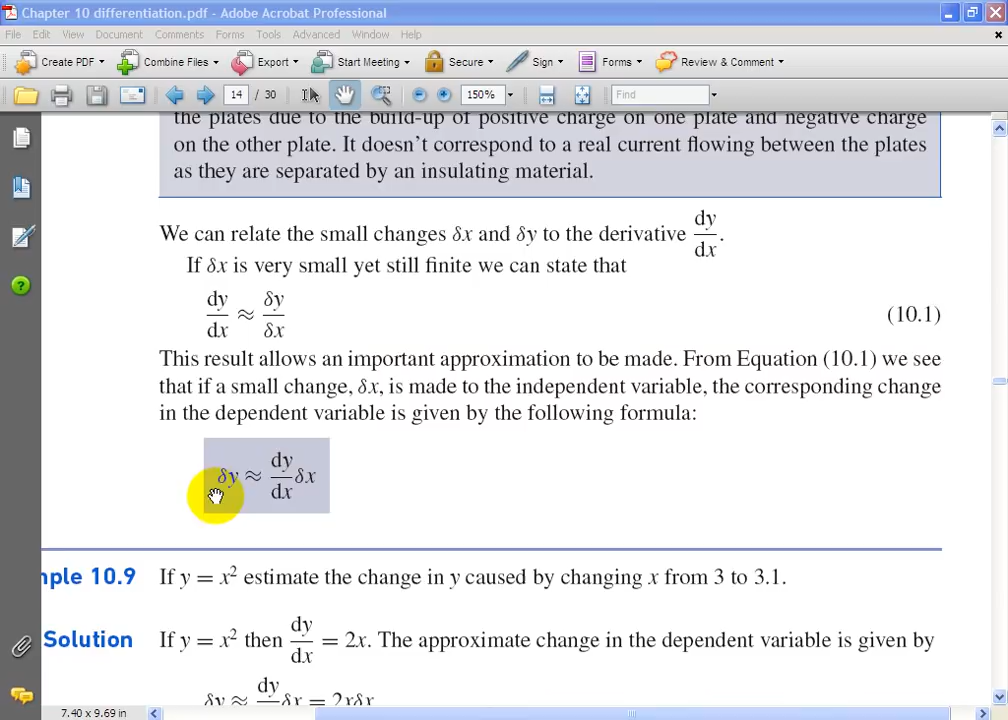 Chapter 10 differentiation.pdf - Adobe Acrobat Professional
File Edit View Document Comments Forms Tools Advanced Window Help
Create PDF Combine Files Export Start Meeting Secure Sign Forms Review & Comment
14 / 30 150% Find
the plates due to the build-up of positive charge on one plate and negative charge
on the other plate. It doesn't correspond to a real current flowing between the plates
as they are separated by an insulating material.
We can relate the small changes δx and δy to the derivative dy/dx.
If δx is very small yet still finite we can state that
dy/dx ≈ δy/δx (10.1)
This result allows an important approximation to be made. From Equation (10.1) we see
that if a small change, δx, is made to the independent variable, the corresponding change
in the dependent variable is given by the following formula:
δy ≈ dy/dx δx
mple 10.9 If y = x² estimate the change in y caused by changing x from 3 to 3.1.
Solution If y = x² then dy/dx = 2x. The approximate change in the dependent variable is given by
δy ≈ dy/dx δx = 2xδx
7.40 x 9.69 in